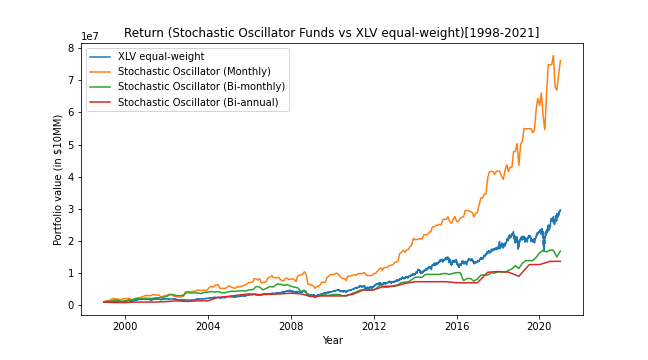 Return (Stochastic Oscillator Funds vs XLV equal-weight)[1998-2021]
1e7
8
7
6
5
4
3
2
1
0
Portfolio value (in $10MM)
XLV equal-weight
Stochastic Oscillator (Monthly)
Stochastic Oscillator (Bi-monthly)
Stochastic Oscillator (Bi-annual)
2000 2004 2008 2012 2016 2020
Year